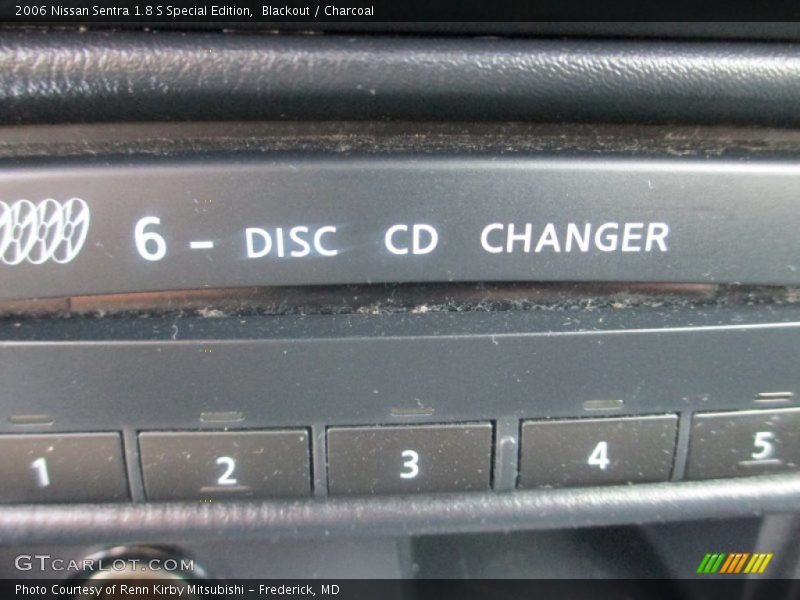 2006 Nissan Sentra 1.8 S Special Edition, Blackout / Charcoal
6 - DISC CD CHANGER
1 2 3 4 5
GTCARLOT.COM
Photo Courtesy of Renn Kirby Mitsubishi - Frederick, MD